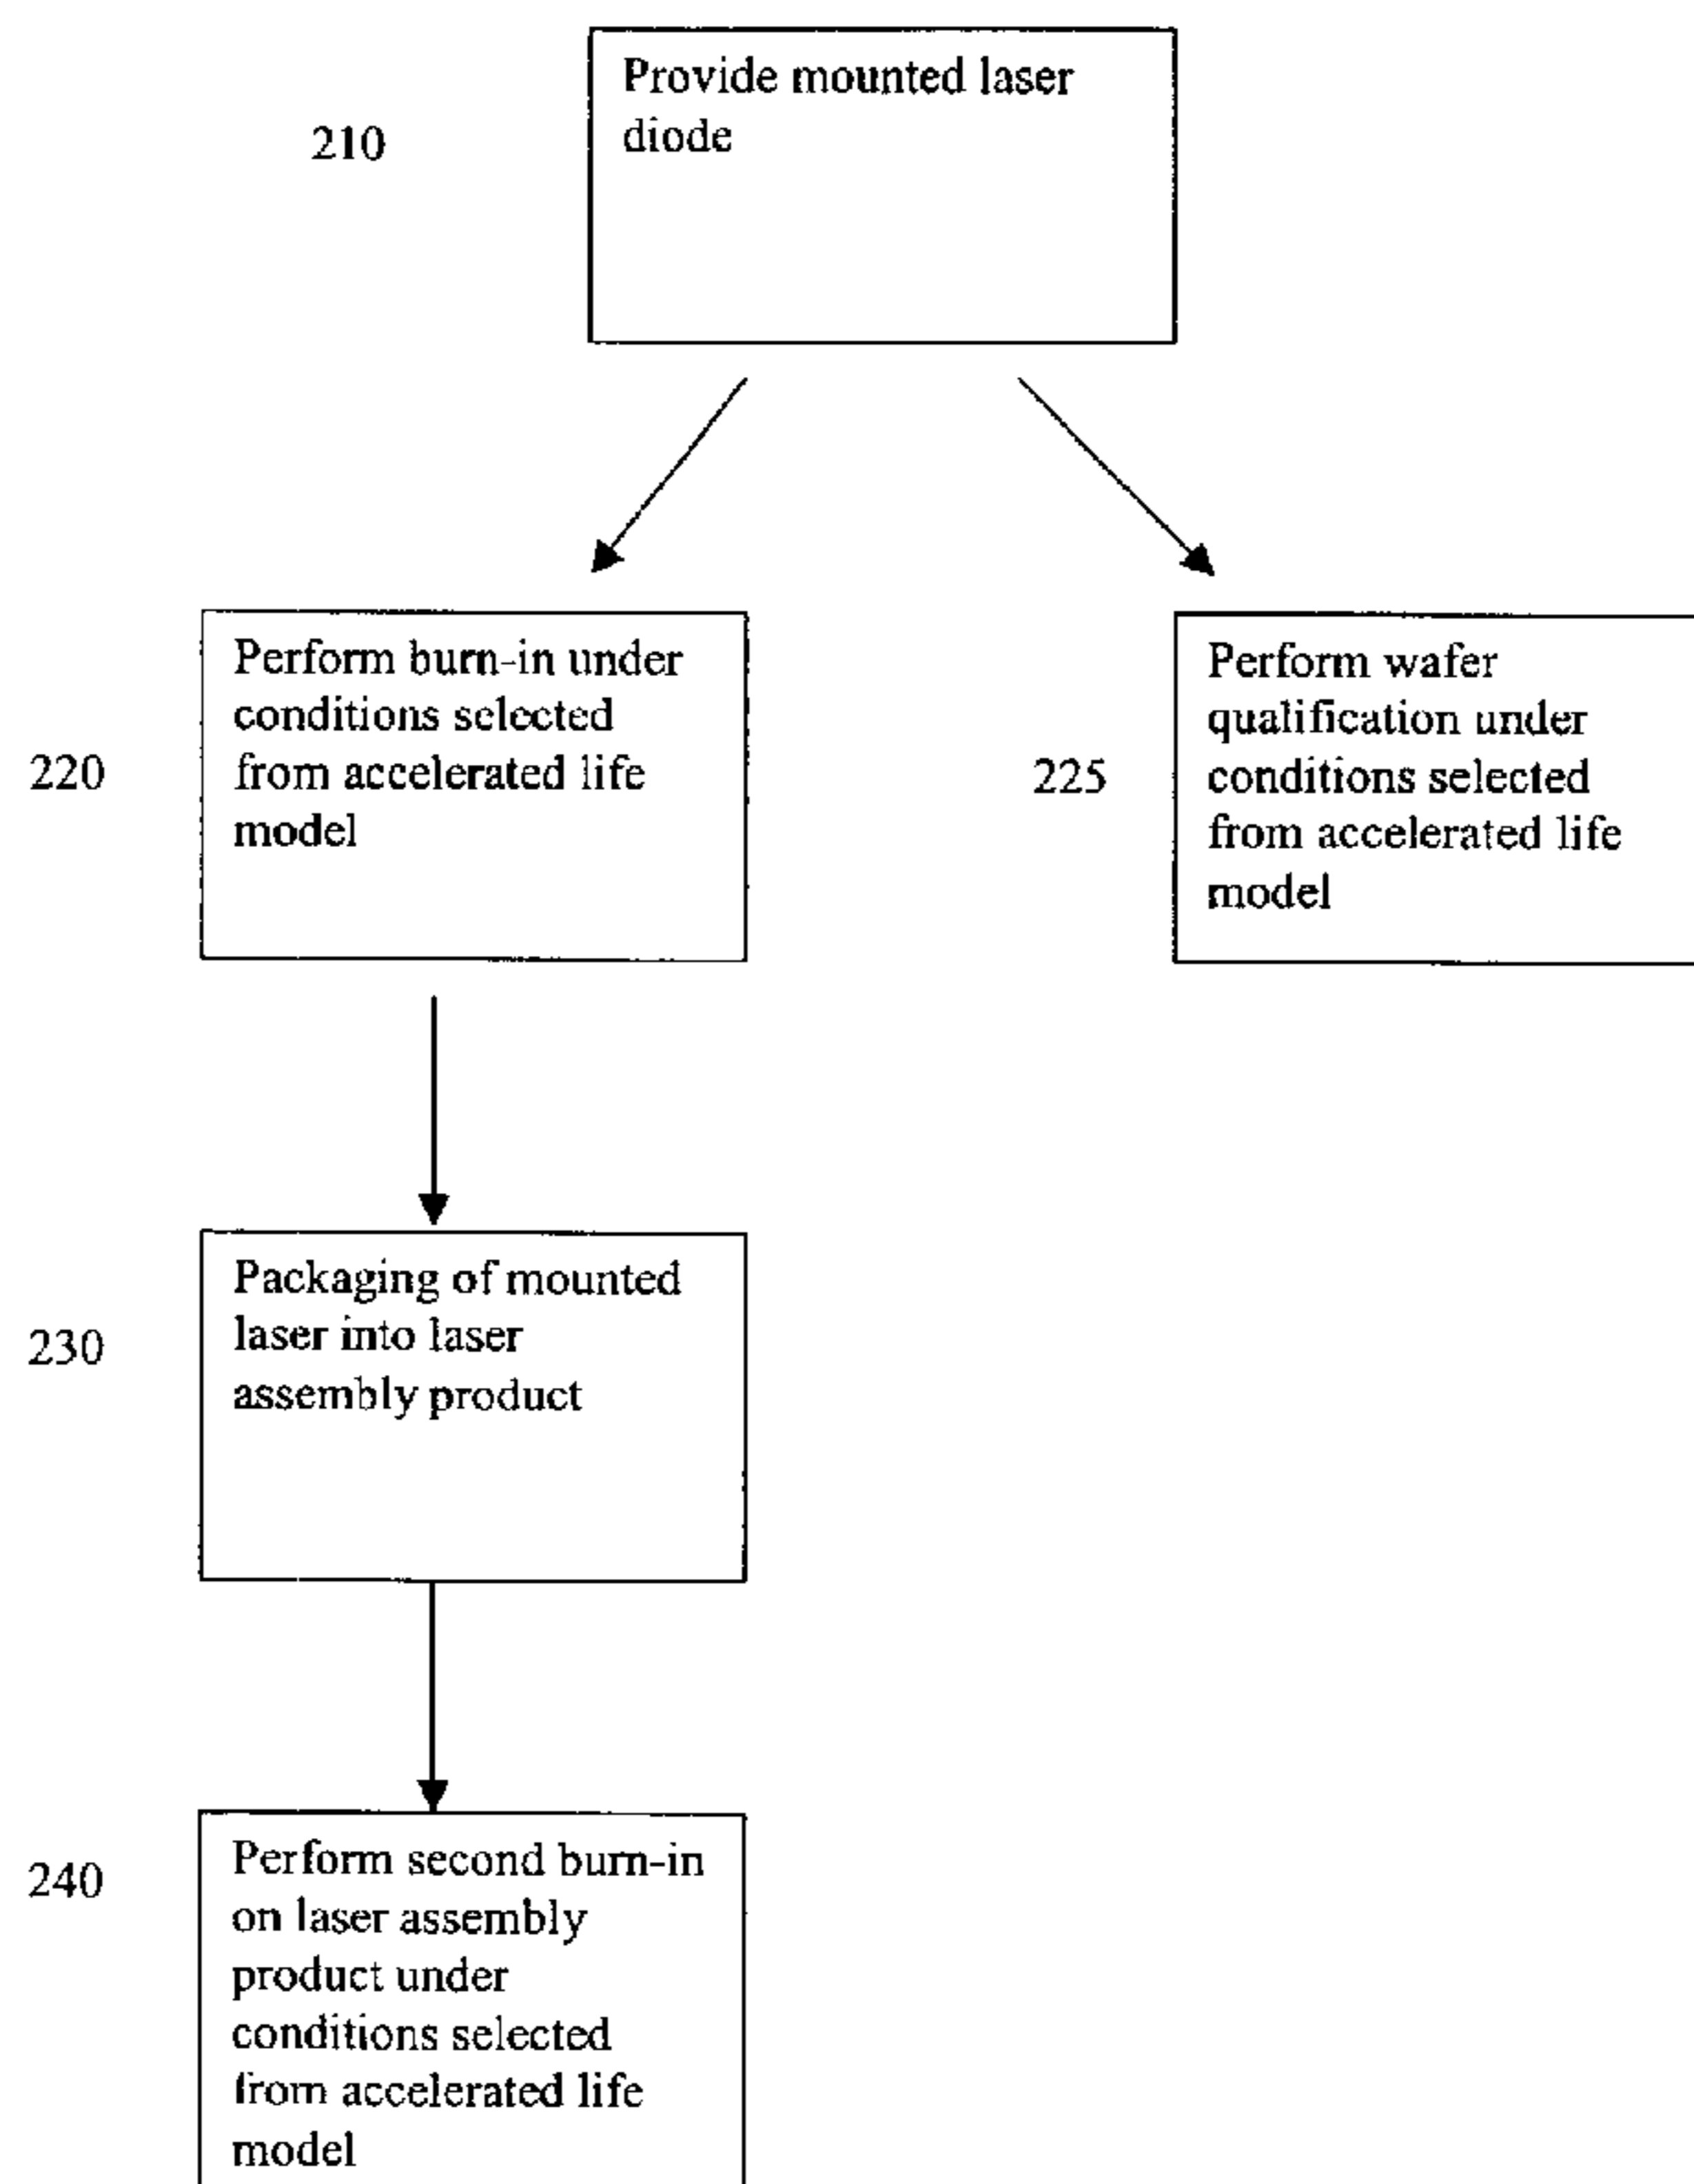 Provide mounted laser
diode
210
Perform burn-in under
conditions selected
from accelerated life
model
220
Perform wafer
qualification under
conditions selected
from accelerated life
model
225
Packaging of mounted
laser into laser
assembly product
230
Perform second burn-in
on laser assembly
product under
conditions selected
from accelerated life
model
240